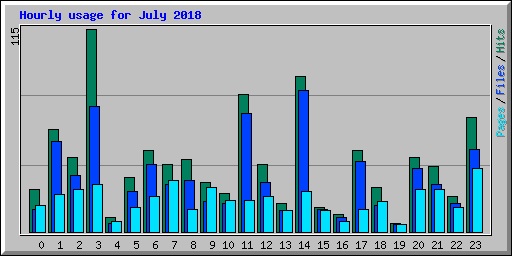 Hourly usage for July 2018
115
Pages/Files/Hits
0 1 2 3 4 5 6 7 8 9 10 11 12 13 14 15 16 17 18 19 20 21 22 23